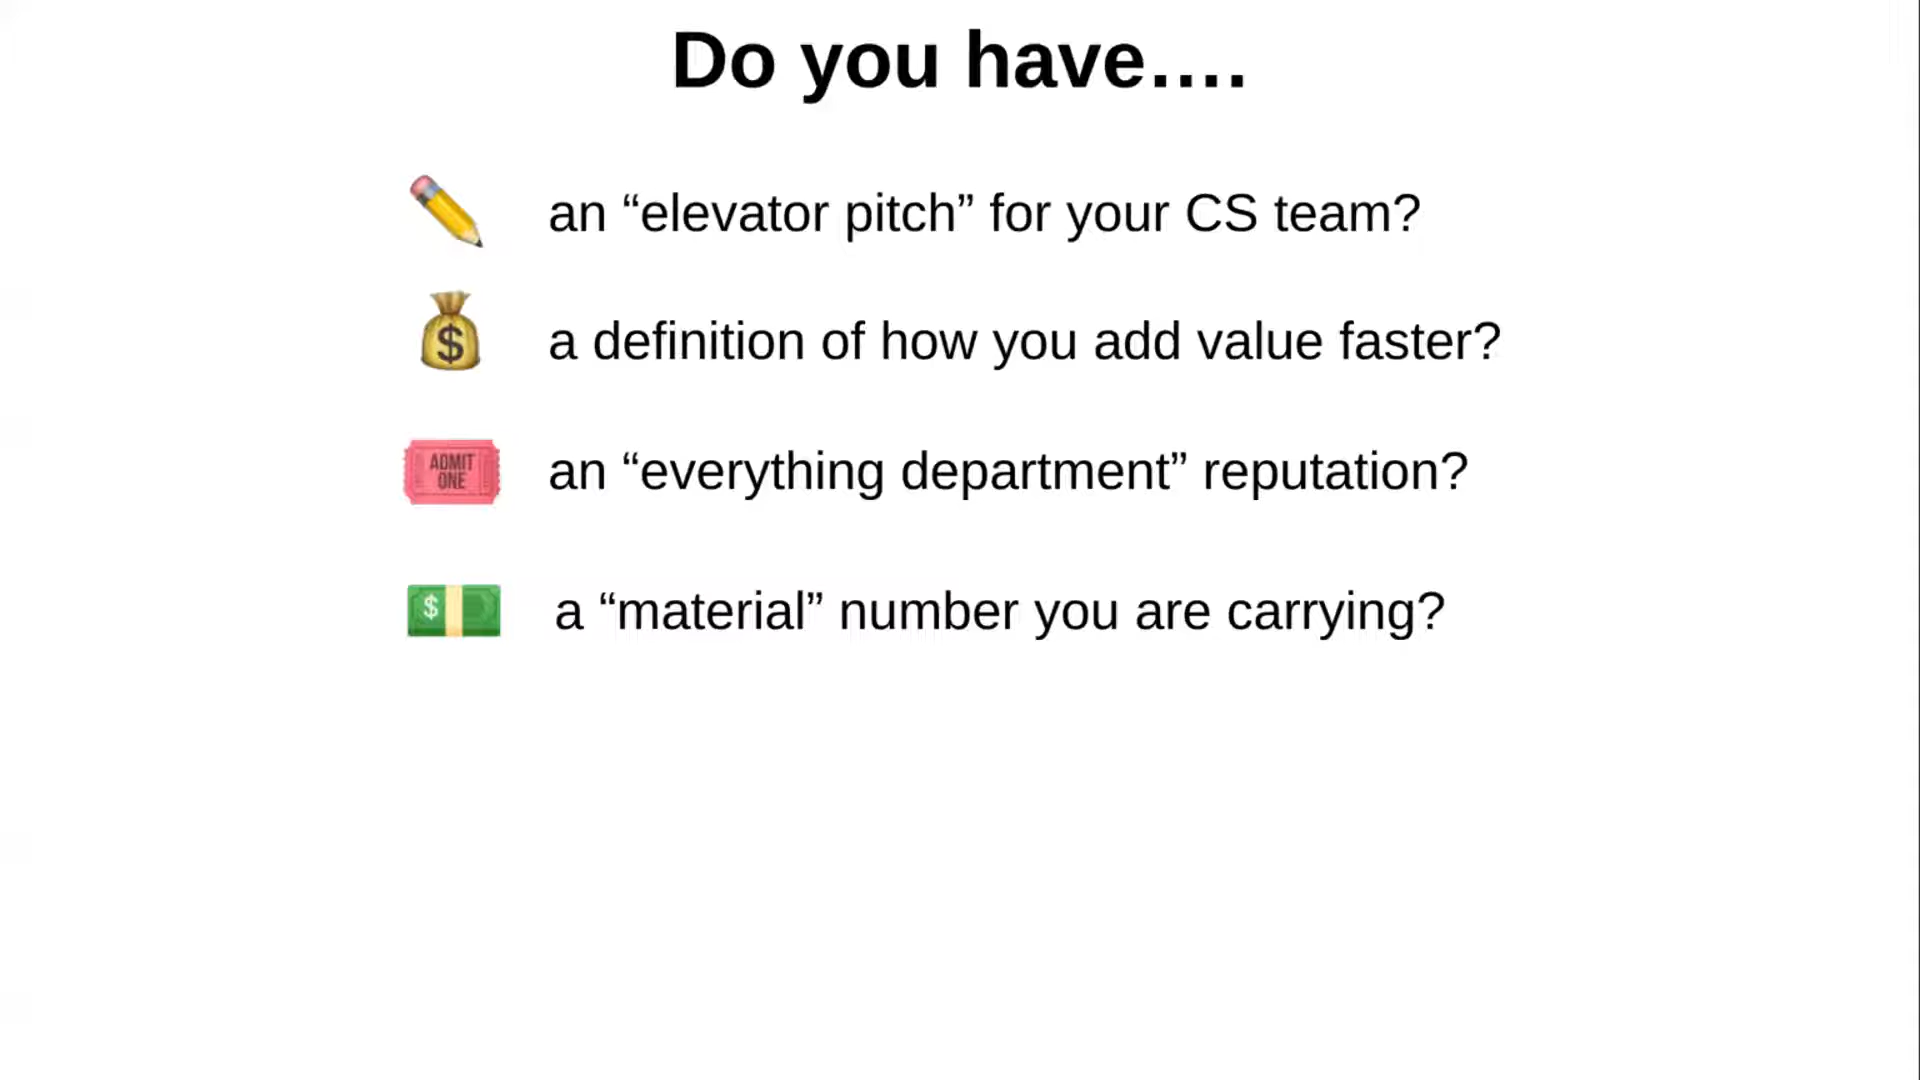 Do you have....
an “elevator pitch” for your CS team?
$
a definition of how you add value faster?
ADMIT
ONE
an “everything department” reputation?
$
a “material” number you are carrying?